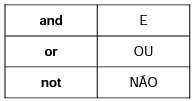 and E
or OU
not NÃO